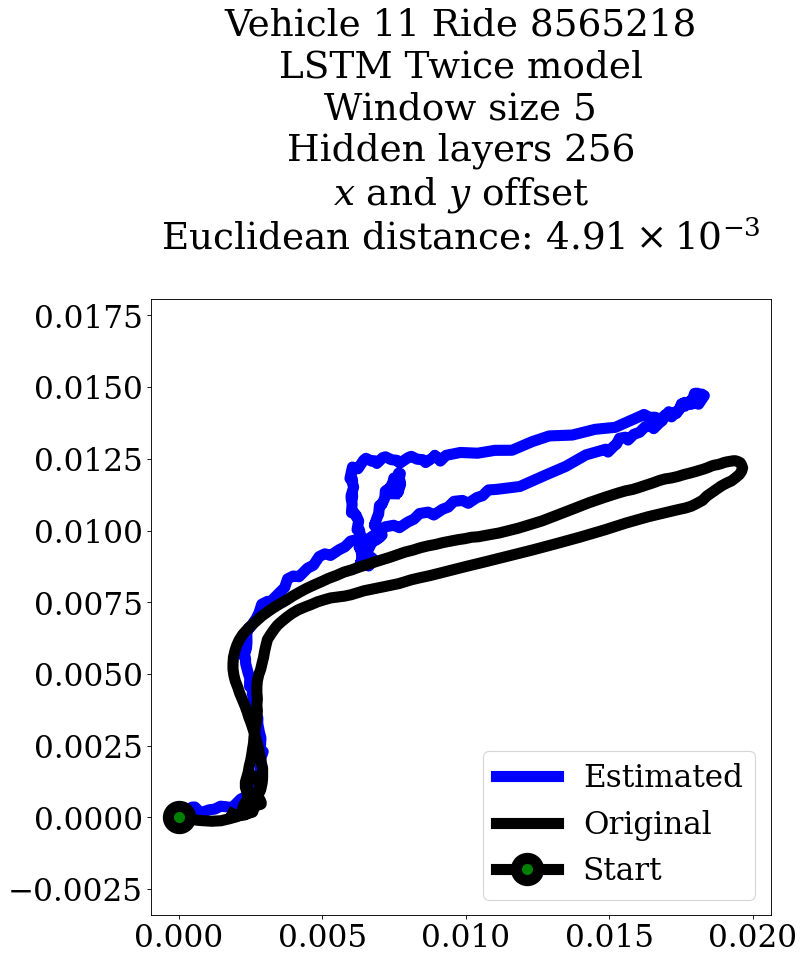 Vehicle 11 Ride 8565218
LSTM Twice model
Window size 5
Hidden layers 256
x and y offset
Euclidean distance: 4.91 × 10⁻³
0.0175
0.0150
0.0125
0.0100
0.0075
0.0050
0.0025
0.0000
−0.0025
Estimated
Original
Start
0.000 0.005 0.010 0.015 0.020